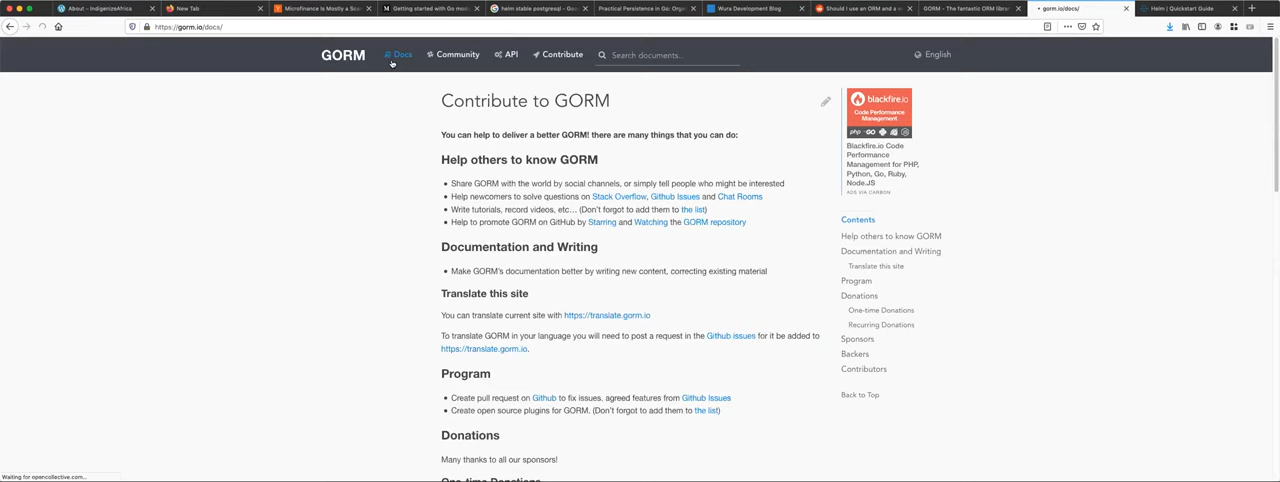 About – IndigenizeAfrica
New Tab
Microfinance Is Mostly a Scam
Getting started with Go modu
helm stable postgresql - Goo
Practical Persistence in Go: Orga
Wura Development Blog
Should I use an ORM and a w
GORM - The fantastic ORM librar
gorm.io/docs/
Helm | Quickstart Guide
https://gorm.io/docs/
GORM
Docs
Community
API
Contribute
Search documents...
English
Contribute to GORM
You can help to deliver a better GORM! there are many things that you can do:
Help others to know GORM
Share GORM with the world by social channels, or simply tell people who might be interested
Help newcomers to solve questions on Stack Overflow, Github Issues and Chat Rooms
Write tutorials, record videos, etc… (Don't forgot to add them to the list)
Help to promote GORM on GitHub by Starring and Watching the GORM repository
Documentation and Writing
Make GORM's documentation better by writing new content, correcting existing material
Translate this site
You can translate current site with https://translate.gorm.io
To translate GORM in your language you will need to post a request in the Github issues for it be added to
https://translate.gorm.io.
Program
Create pull request on Github to fix issues, agreed features from Github Issues
Create open source plugins for GORM. (Don't forgot to add them to the list)
Donations
Many thanks to all our sponsors!
One-time Donations
blackfire.io
Code Performance
Management
php GO
Blackfire.io Code
Performance
Management for PHP,
Python, Go, Ruby,
Node.JS
ADS VIA CARBON
Contents
Help others to know GORM
Documentation and Writing
Translate this site
Program
Donations
One-time Donations
Recurring Donations
Sponsors
Backers
Contributors
Back to Top
Waiting for opencollective.com...